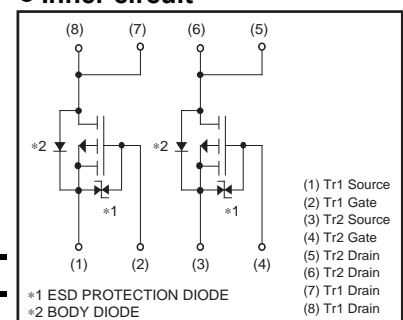 Inner circuit
(8) (7) (6) (5)
*2 *2
*1 *1
(1) (2) (3) (4)
(1) Tr1 Source
(2) Tr1 Gate
(3) Tr2 Source
(4) Tr2 Gate
(5) Tr2 Drain
(6) Tr2 Drain
(7) Tr1 Drain
(8) Tr1 Drain
*1 ESD PROTECTION DIODE
*2 BODY DIODE